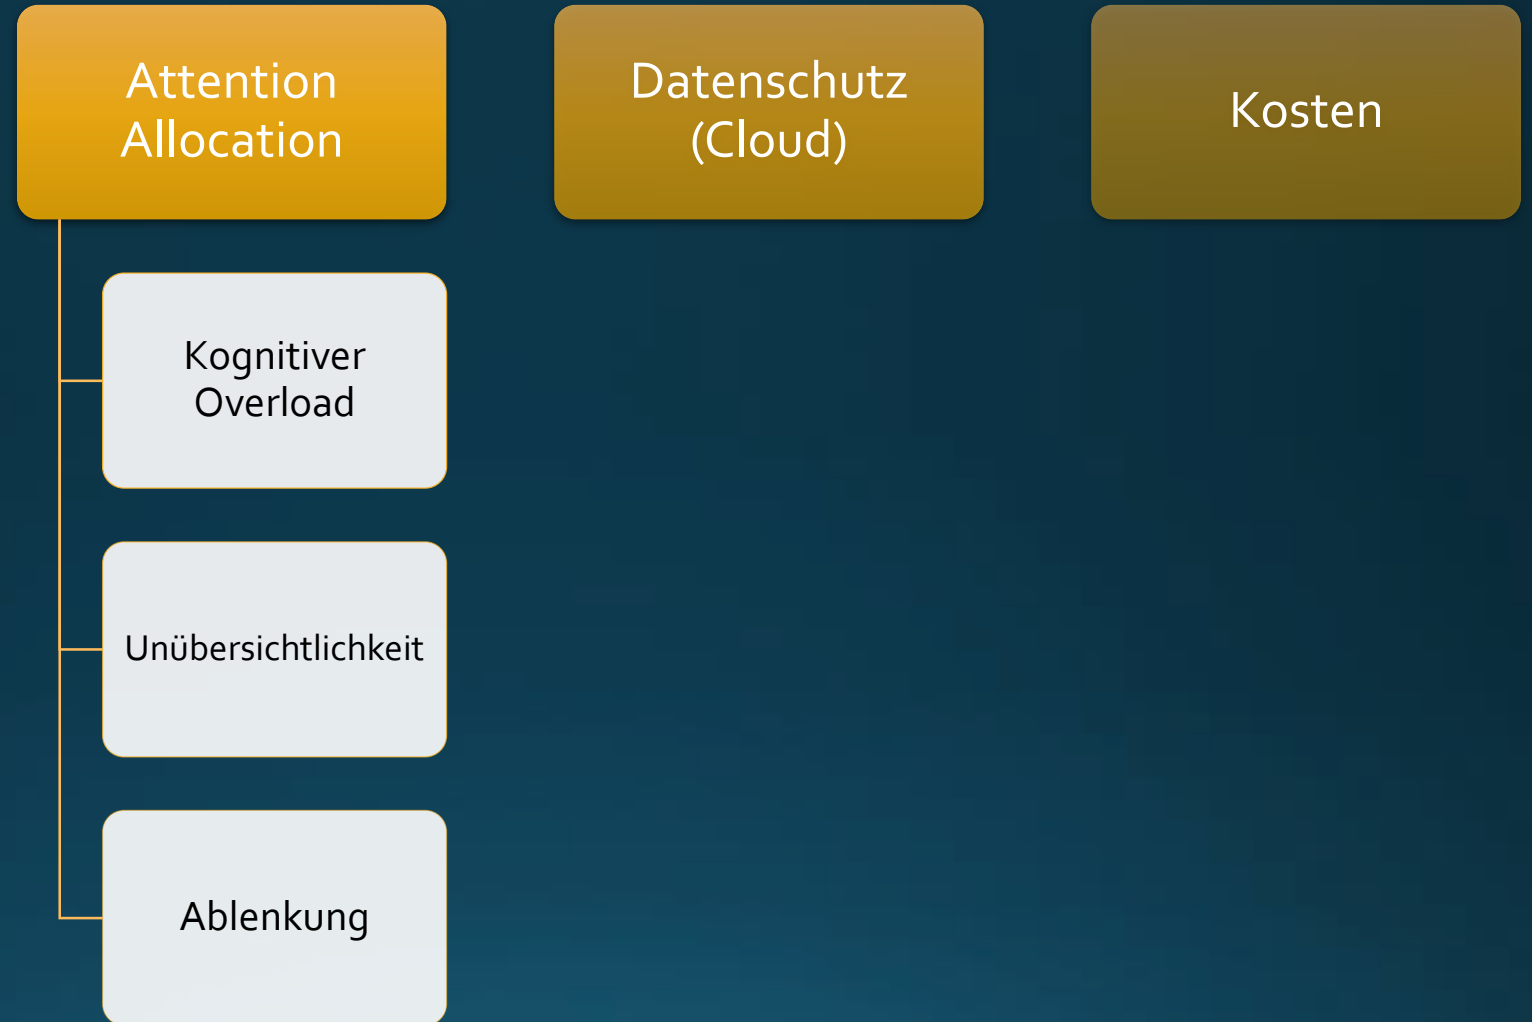 Attention
Allocation
Kognitiver
Overload
Unübersichtlichkeit
Ablenkung
Datenschutz
(Cloud)
Kosten